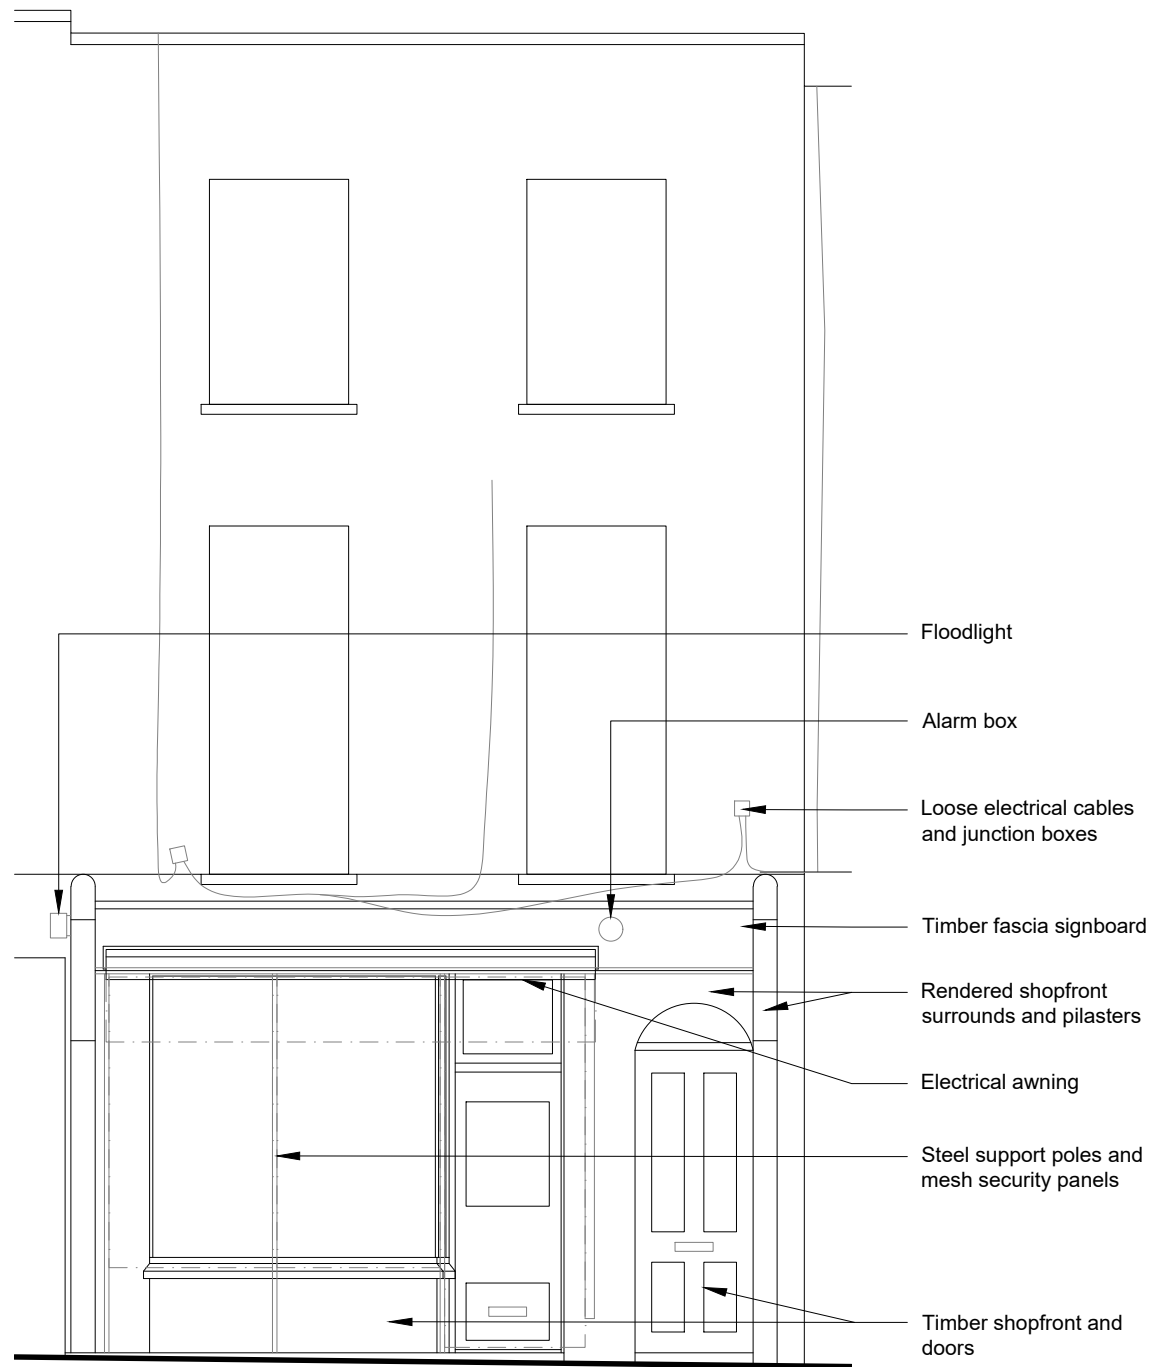 Floodlight
Alarm box
Loose electrical cables
and junction boxes
Timber fascia signboard
Rendered shopfront
surrounds and pilasters
Electrical awning
Steel support poles and
mesh security panels
Timber shopfront and
doors